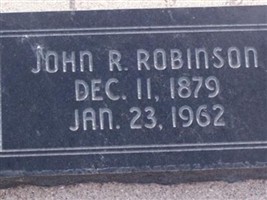 JOHN R. ROBINSON
DEC. 11, 1879
JAN. 23, 1962